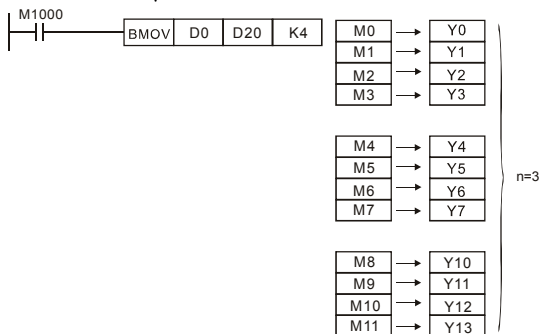 M1000
BMOV D0 D20 K4
M0 → Y0
M1 → Y1
M2 → Y2
M3 → Y3
M4 → Y4
M5 → Y5
M6 → Y6
M7 → Y7
n=3
M8 → Y10
M9 → Y11
M10 → Y12
M11 → Y13